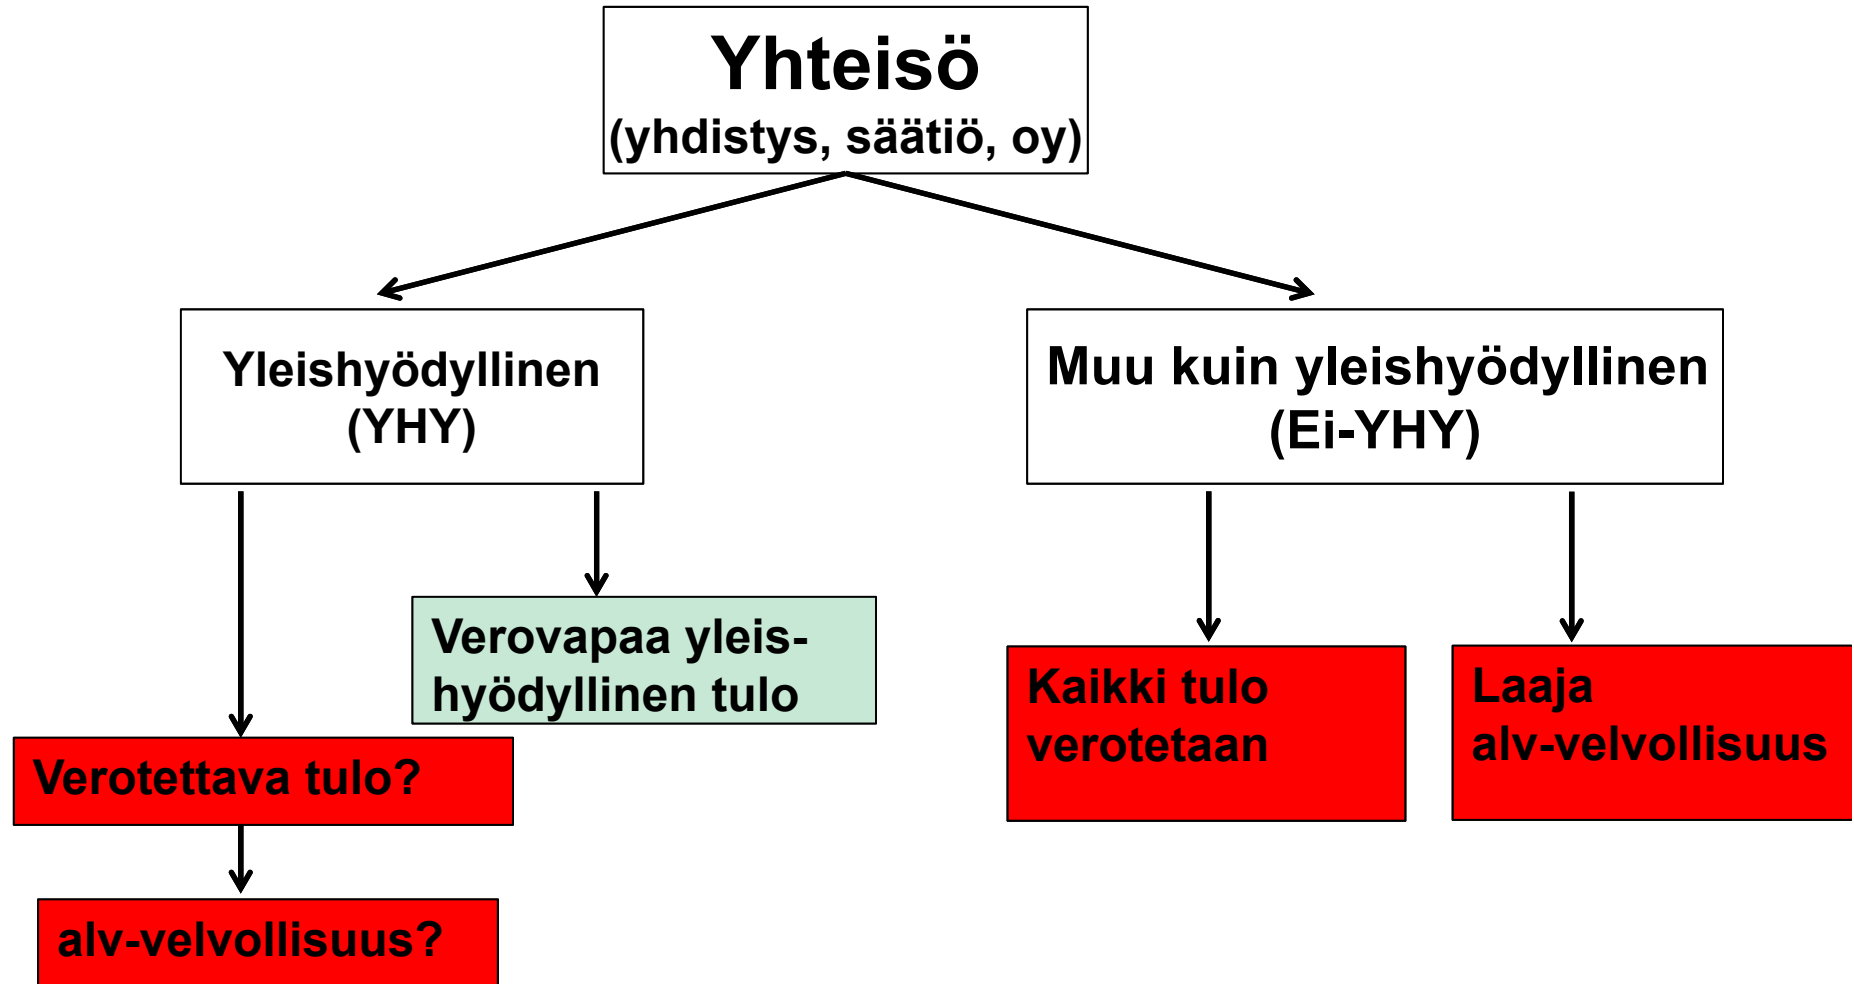 Yhteisö
(yhdistys, säätiö, oy)
Yleishyödyllinen
(YHY)
Muu kuin yleishyödyllinen
(Ei-YHY)
Verovapaa yleis-
hyödyllinen tulo
Kaikki tulo
verotetaan
Laaja
alv-velvollisuus
Verotettava tulo?
alv-velvollisuus?